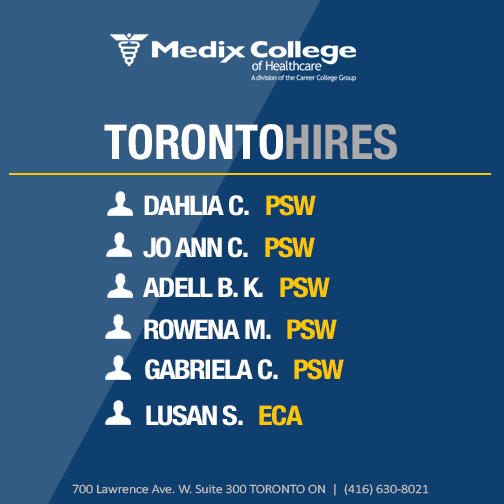 Medix College
of Healthcare
A division of the Career College Group
TORONTOHIRES
DAHLIA C. PSW
JO ANN C. PSW
ADELL B. K. PSW
ROWENA M. PSW
GABRIELA C. PSW
LUSAN S. ECA
700 Lawrence Ave. W. Suite 300 TORONTO ON | (416) 630-8021